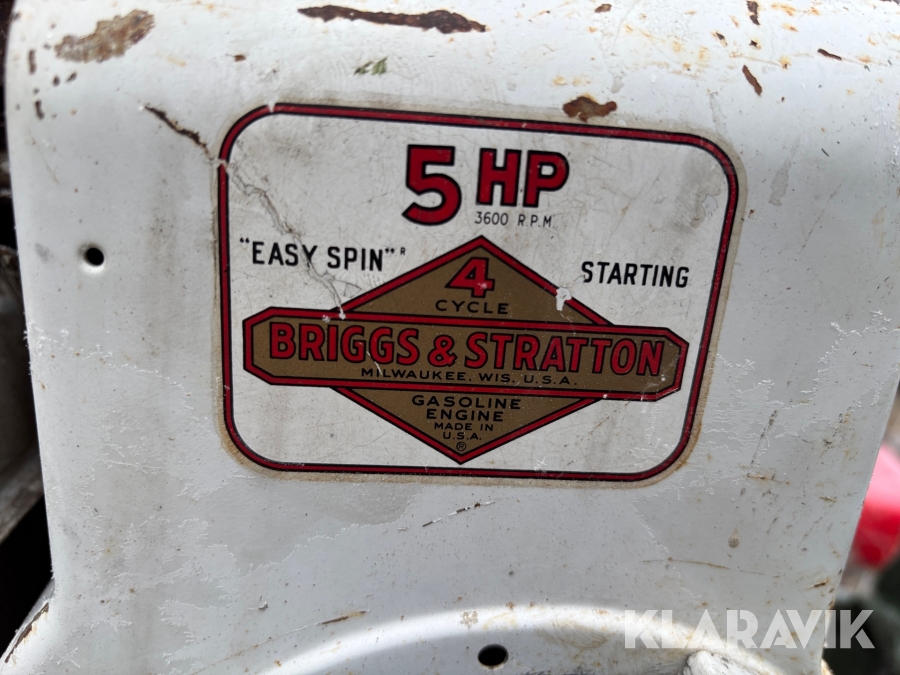 5 HP
3600 R.P.M.
"EASY SPIN"® STARTING
4
CYCLE
BRIGGS & STRATTON
MILWAUKEE, WIS, U.S.A.
GASOLINE
ENGINE
MADE IN
U.S.A.
®
KLARAVIK